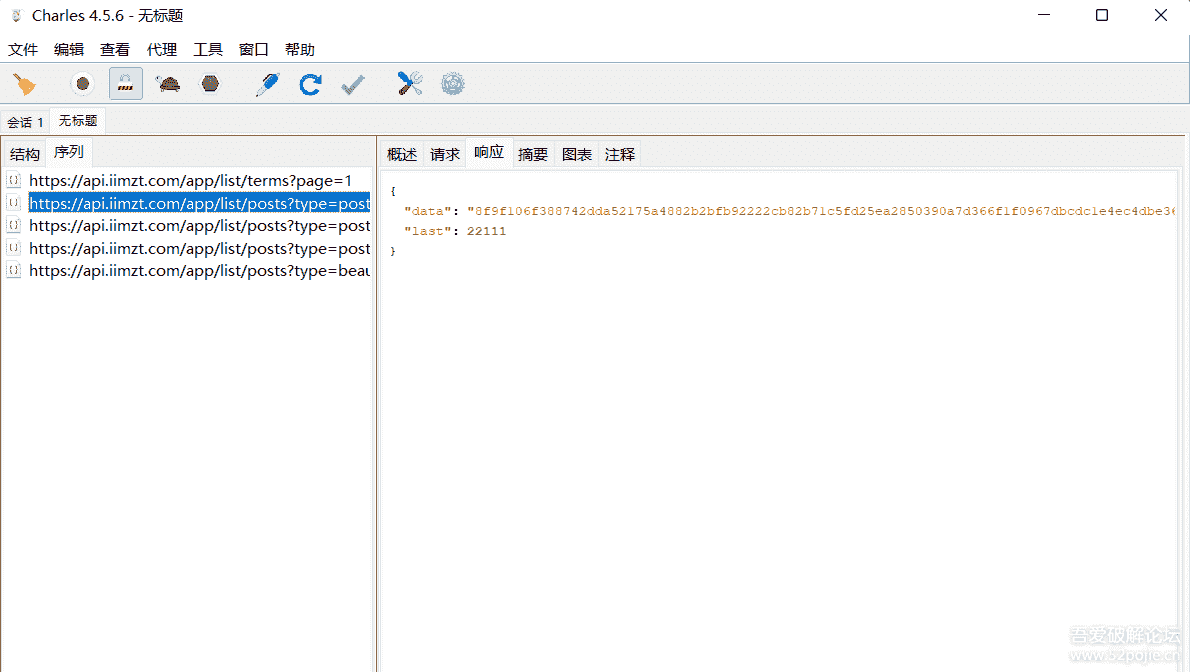 Charles 4.5.6 - 无标题
文件 编辑 查看 代理 工具 窗口 帮助
会话 1 无标题
结构 序列
https://api.iimzt.com/app/list/terms?page=1
https://api.iimzt.com/app/list/posts?type=post
https://api.iimzt.com/app/list/posts?type=post
https://api.iimzt.com/app/list/posts?type=post
https://api.iimzt.com/app/list/posts?type=beau
概述 请求 响应 摘要 图表 注释
{
"data": "8f9f106f388742dda52175a4882b2bfb92222cb82b71c5fd25ea2850390a7d366f1f0967dbcdc1e4ec4dbe36
"last": 22111
}
吾爱破解论坛
www.52pojie.cn